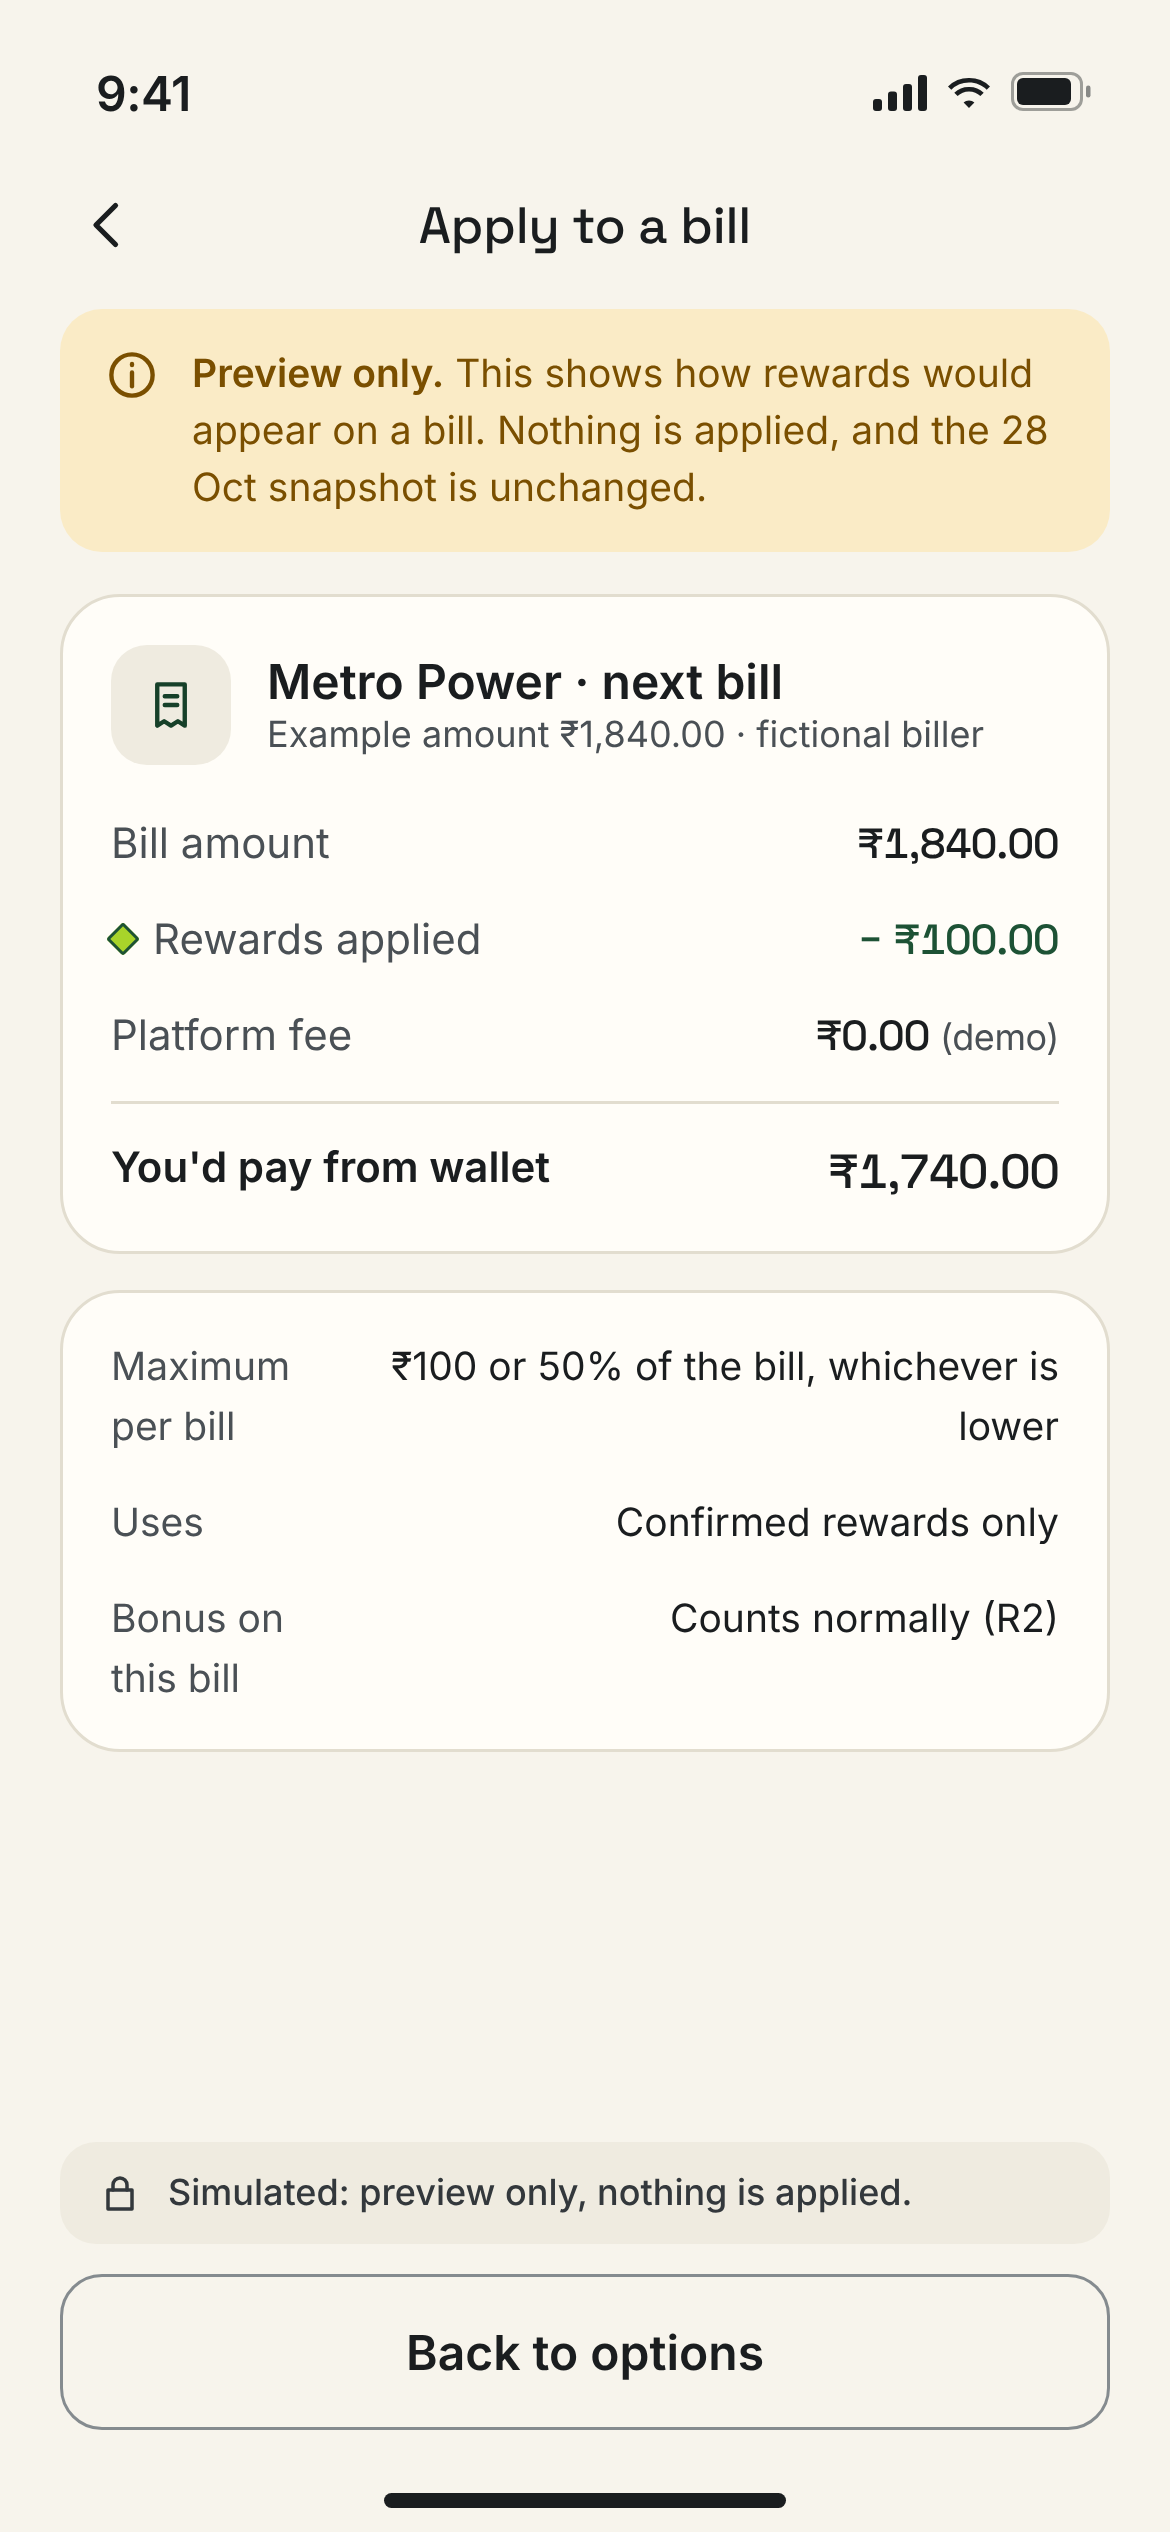 9:41
Apply to a bill
Preview only. This shows how rewards would
appear on a bill. Nothing is applied, and the 28
Oct snapshot is unchanged.
Metro Power · next bill
Example amount ₹1,840.00 · fictional biller
Bill amount ₹1,840.00
Rewards applied − ₹100.00
Platform fee ₹0.00 (demo)
You'd pay from wallet ₹1,740.00
Maximum ₹100 or 50% of the bill, whichever is
per bill lower
Uses Confirmed rewards only
Bonus on Counts normally (R2)
this bill
Simulated: preview only, nothing is applied.
Back to options